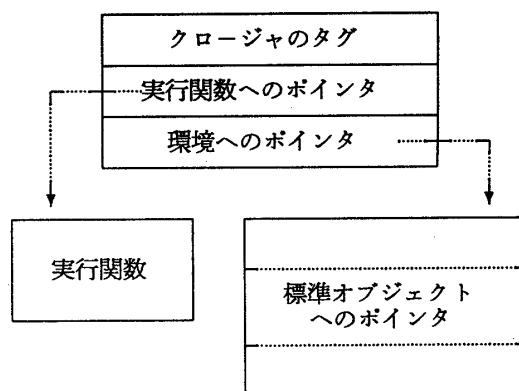 クロージャのタグ
実行関数へのポインタ
環境へのポインタ
実行関数
標準オブジェクト
へのポインタ